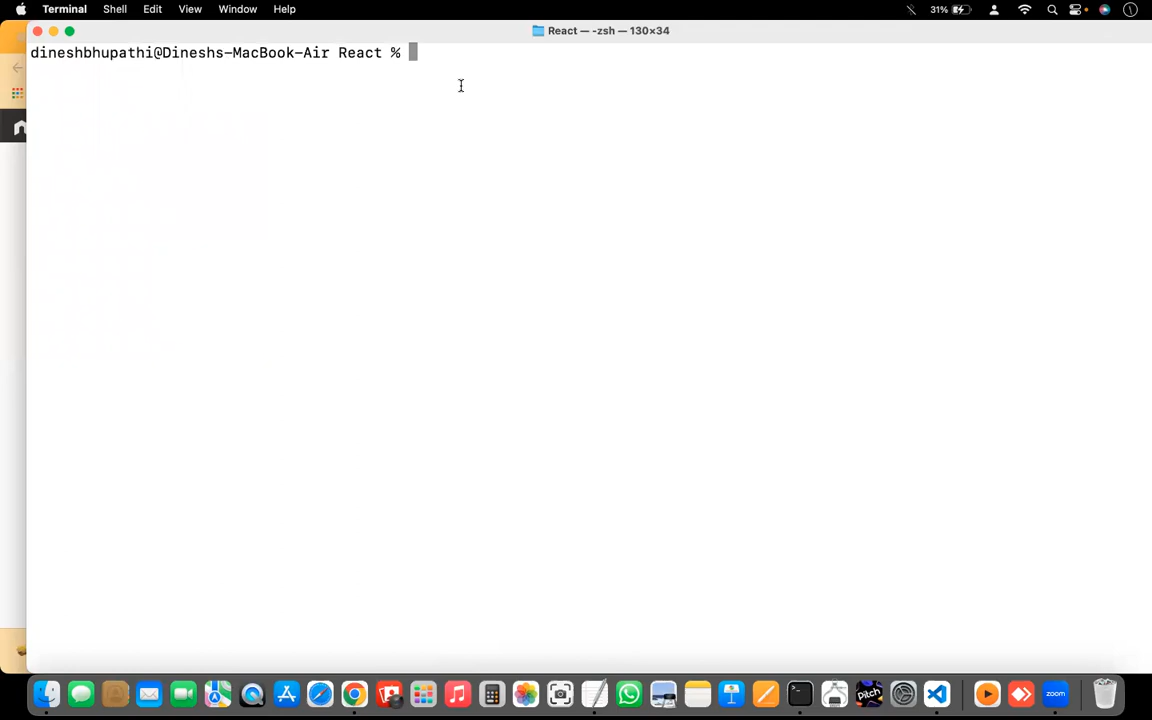 Terminal Shell Edit View Window Help 31%
React — -zsh — 130×34
dineshbhupathi@Dineshs-MacBook-Air React %
Pitch
zoom